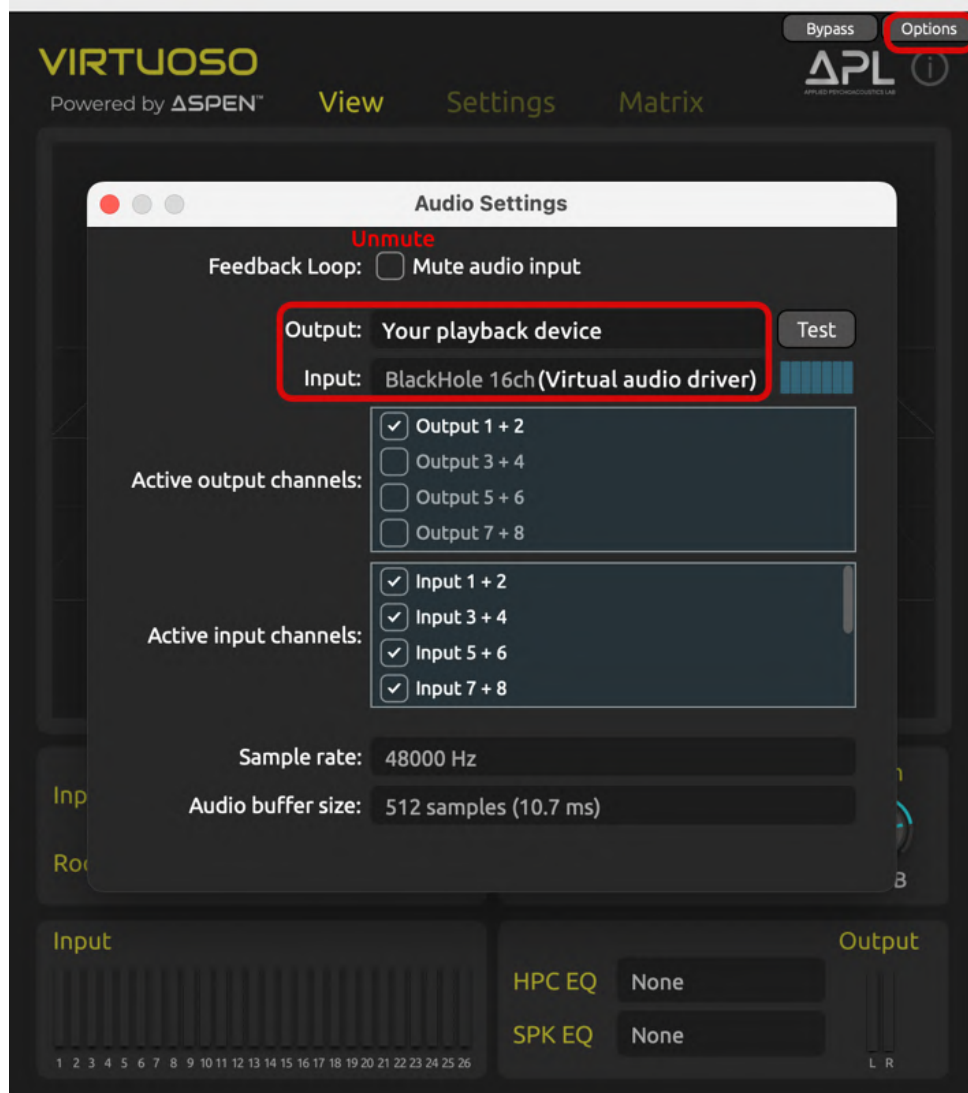 Bypass Options
VIRTUOSO
APL
APPLIED PSYCHOACOUSTICS LAB
Powered by ΔSPEN™ View Settings Matrix
Audio Settings
Unmute
Feedback Loop: Mute audio input
Output: Your playback device Test
Input: BlackHole 16ch (Virtual audio driver)
Active output channels:
Output 1 + 2
Output 3 + 4
Output 5 + 6
Output 7 + 8
Active input channels:
Input 1 + 2
Input 3 + 4
Input 5 + 6
Input 7 + 8
Sample rate: 48000 Hz
Audio buffer size: 512 samples (10.7 ms)
Inp
Roo
B
Input Output
HPC EQ None
SPK EQ None
1 2 3 4 5 6 7 8 9 10 11 12 13 14 15 16 17 18 19 20 21 22 23 24 25 26 L R